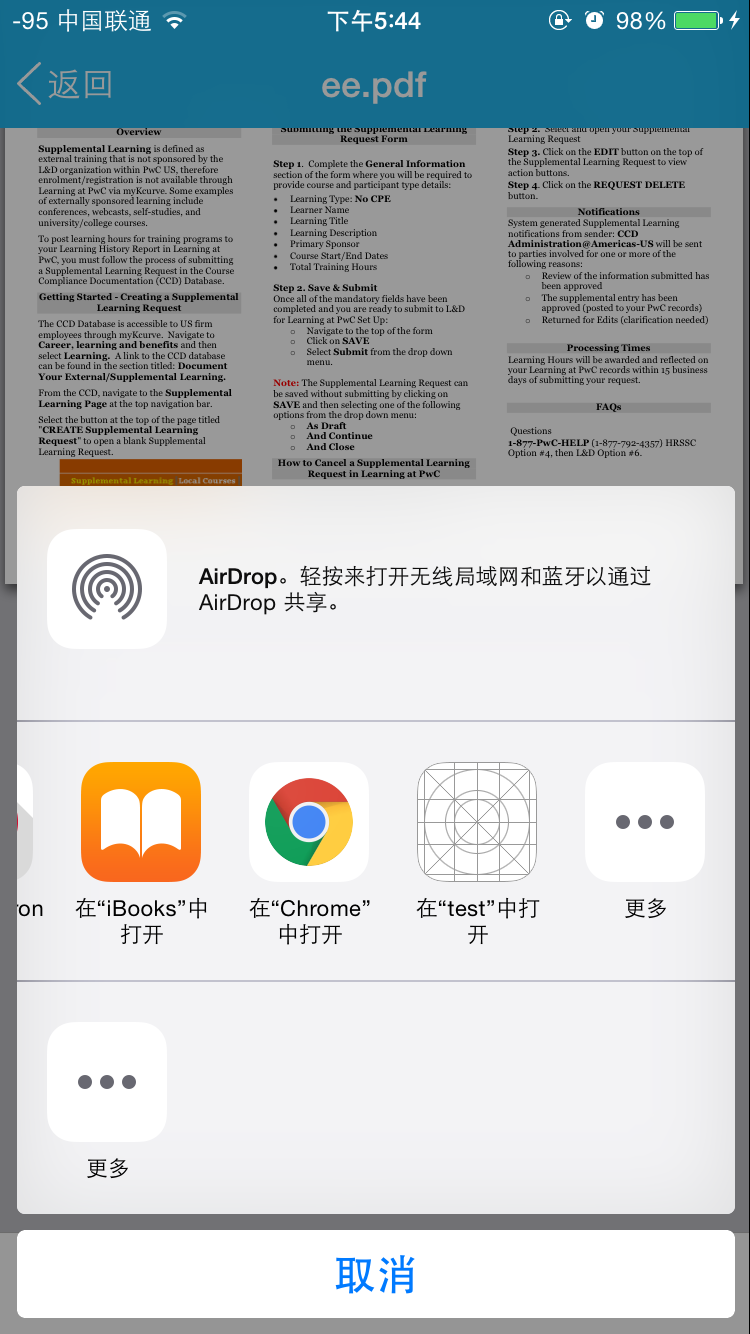 -95 中国联通
下午5:44
98%
返回
ee.pdf
Overview
Supplemental Learning is defined as
external training that is not sponsored by the
L&D organization within PwC US, therefore
enrolment/registration is not available through
Learning at PwC via myKcurve. Some examples
of externally sponsored learning include
conferences, webcasts, self-studies, and
university/college courses.
To post learning hours for training programs to
your Learning History Report in Learning at
PwC, you must follow the process of submitting
a Supplemental Learning Request in the Course
Compliance Documentation (CCD) Database.
Getting Started - Creating a Supplemental
Learning Request
The CCD Database is accessible to US firm
employees through myKcurve. Navigate to
Career, learning and benefits and then
select Learning. A link to the CCD database
can be found in the section titled: Document
Your External/Supplemental Learning.
From the CCD, navigate to the Supplemental
Learning Page at the top navigation bar.
Select the button at the top of the page titled
"CREATE Supplemental Learning
Request" to open a blank Supplemental
Learning Request.
Supplemental Learning Local Courses
Submitting the Supplemental Learning
Request Form
Step 1. Complete the General Information
section of the form where you will be required to
provide course and participant type details:
• Learning Type: No CPE
• Learner Name
• Learning Title
• Learning Description
• Primary Sponsor
• Course Start/End Dates
• Total Training Hours
Step 2. Save & Submit
Once all of the mandatory fields have been
completed and you are ready to submit to L&D
for Learning at PwC Set Up:
o Navigate to the top of the form
o Click on SAVE
o Select Submit from the drop down
menu.
Note: The Supplemental Learning Request can
be saved without submitting by clicking on
SAVE and then selecting one of the following
options from the drop down menu:
o As Draft
o And Continue
o And Close
How to Cancel a Supplemental Learning
Request in Learning at PwC
Step 2. Select and open your Supplemental
Learning Request
Step 3. Click on the EDIT button on the top of
the Supplemental Learning Request to view
action buttons.
Step 4. Click on the REQUEST DELETE
button.
Notifications
System generated Supplemental Learning
notifications from sender: CCD
Administration@Americas-US will be sent
to parties involved for one or more of the
following reasons:
o Review of the information submitted has
been approved
o The supplemental entry has been
approved (posted to your PwC records)
o Returned for Edits (clarification needed)
Processing Times
Learning Hours will be awarded and reflected on
your Learning at PwC records within 15 business
days of submitting your request.
FAQs
Questions
1-877-PwC-HELP (1-877-792-4357) HRSSC
Option #4, then L&D Option #6.
AirDrop。轻按来打开无线局域网和蓝牙以通过
AirDrop 共享。
ron
在“iBooks”中
打开
在“Chrome”
中打开
在“test”中打
开
更多
更多
取消